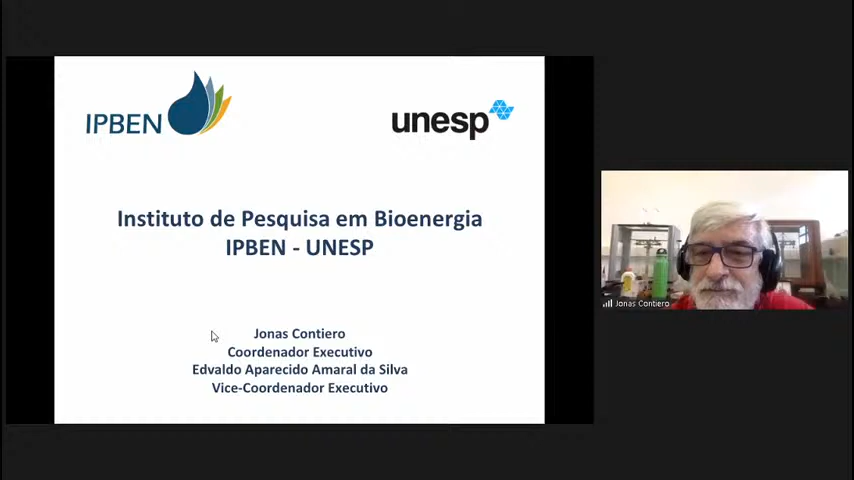 IPBEN
unesp
Instituto de Pesquisa em Bioenergia
IPBEN - UNESP
Jonas Contiero
Coordenador Executivo
Edvaldo Aparecido Amaral da Silva
Vice-Coordenador Executivo
Jonas Contiero